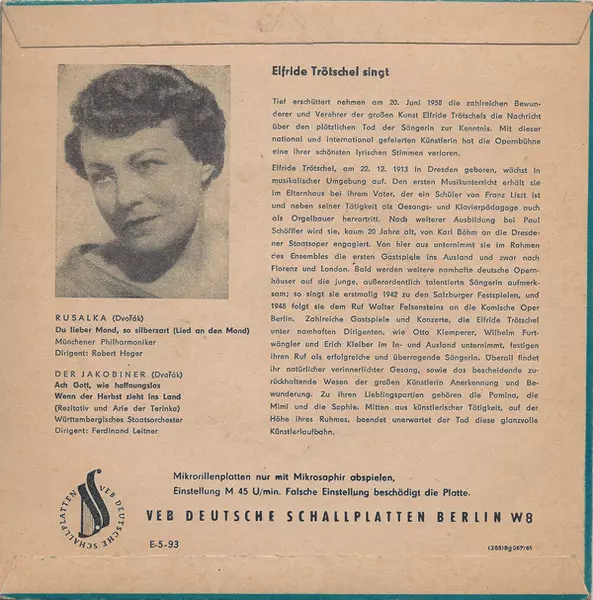 Elfride Trötschel singt
Tief erschüttert nehmen am 20. Juni 1958 die zahlreichen Bewun-
derer und Verehrer der großen Kunst Elfride Trötschels die Nachricht
über den plötzlichen Tod der Sängerin zur Kenntnis. Mit dieser
national und international gefeierten Künstlerin hat die Opernbühne
eine ihrer schönsten lyrischen Stimmen verloren.
Elfride Trötschel, am 22. 12. 1913 in Dresden geboren, wächst in
musikalischer Umgebung auf. Den ersten Musikunterricht erhält sie
im Elternhaus bei ihrem Vater, der ein Schüler von Franz Liszt ist
und neben seiner Tätigkeit als Gesangs- und Klavierpädagoge auch
als Orgelbauer hervortritt. Nach weiterer Ausbildung bei Paul
Schöffler wird sie, kaum 20 Jahre alt, von Karl Böhm an die Dresde-
ner Staatsoper engagiert. Von hier aus unternimmt sie im Rahmen
des Ensembles die ersten Gastspiele ins Ausland und zwar nach
Florenz und London. Bald werden weitere namhafte deutsche Opern-
häuser auf die junge, außerordentlich talentierte Sängerin aufmerk-
sam; so singt sie erstmalig 1942 zu den Salzburger Festspielen, und
1948 folgt sie dem Ruf Walter Felsensteins an die Komische Oper
Berlin. Zahlreiche Gastspiele und Konzerte, die Elfride Trötschel
unter namhaften Dirigenten, wie Otto Klemperer, Wilhelm Furt-
wängler und Erich Kleiber im In- und Ausland unternimmt, festigen
ihren Ruf als erfolgreiche und überragende Sängerin. Überall findet
ihr natürlicher verinnerlichter Gesang, sowie das bescheidene zu-
rückhaltende Wesen der großen Künstlerin Anerkennung und Be-
wunderung. Zu ihren Lieblingspartien gehören die Pamina, die
Mimi und die Sophie. Mitten aus künstlerischer Tätigkeit, auf der
Höhe ihres Ruhmes, beendet unerwartet der Tod diese glanzvolle
Künstlerlaufbahn.
RUSALKA (Dvořák)
Du lieber Mond, so silberzart (Lied an den Mond)
Münchener Philharmoniker
Dirigent: Robert Heger
DER JAKOBINER (Dvořák)
Ach Gott, wie hoffnungslos
Wenn der Herbst zieht ins Land
(Rezitativ und Arie der Terinka)
Württembergisches Staatsorchester
Dirigent: Ferdinand Leitner
VEB DEUTSCHE SCHALLPLATTEN
Mikrorillenplatten nur mit Mikrosaphir abspielen,
Einstellung M 45 U/min. Falsche Einstellung beschädigt die Platte.
VEB DEUTSCHE SCHALLPLATTEN BERLIN W8
E-5-93